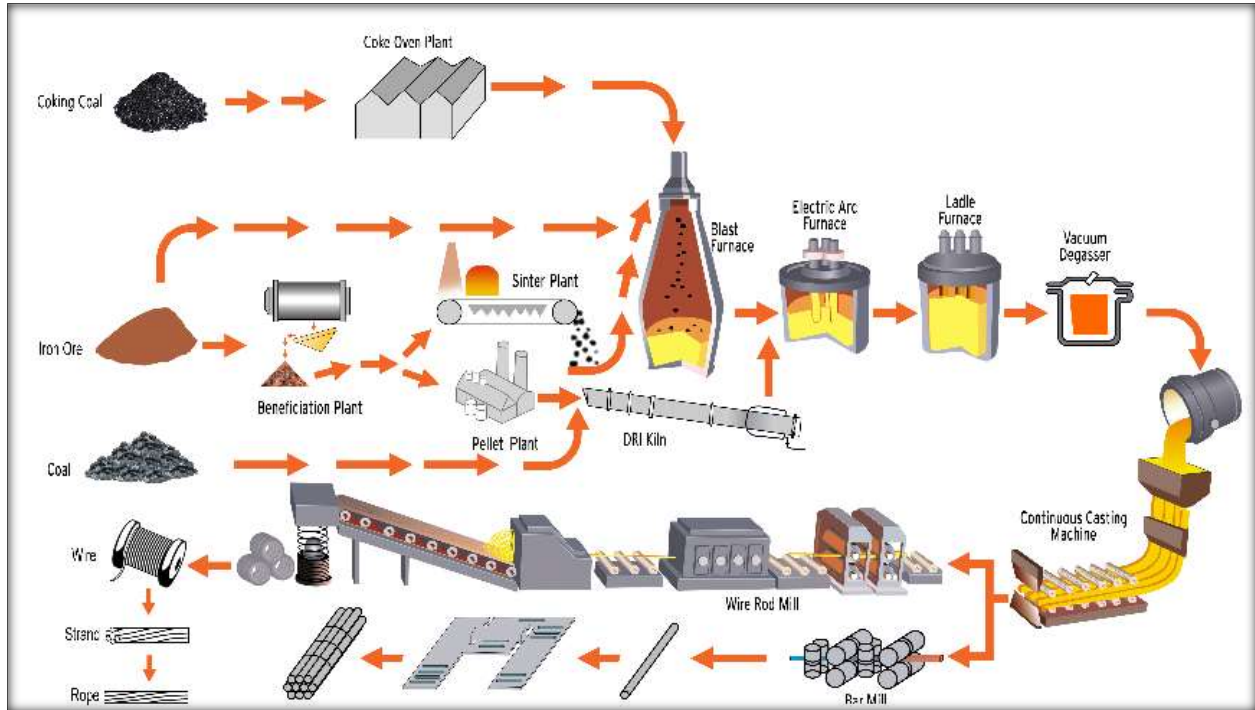 Coke Oven Plant
Coking Coal
Blast
Furnace
Electric Arc
Furnace
Ladle
Furnace
Vacuum
Degasser
Sinter Plant
Iron Ore
Beneficiation Plant
Pellet Plant
DRI Kiln
Coal
Continuous Casting
Machine
Wire
Wire Rod Mill
Strand
Rope
Bar Mill